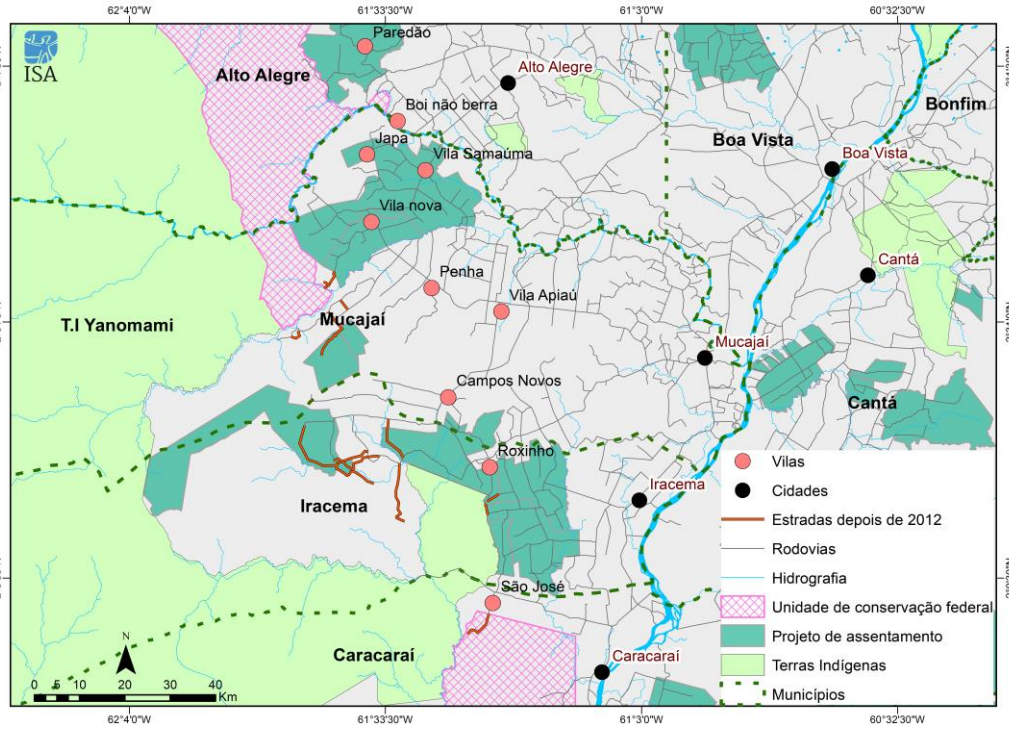 62°4'0"W 61°33'30"W 61°3'0"W 60°32'30"W
ISA
Paredão
Alto Alegre
Alto Alegre
Boi não berra
Bonfim
Japa
Boa Vista
Vila Samaúma
Boa Vista
Vila nova
Cantá
Penha
Vila Apiaú
T.I Yanomami
Mucajaí
Mucajaí
Campos Novos
Cantá
Roxinho
Iracema
Iracema
São José
Caracaraí
Caracaraí
Vilas
Cidades
Estradas depois de 2012
Rodovias
Hidrografia
Unidade de conservação federal
Projeto de assentamento
Terras Indígenas
Municípios
N
0 5 10 20 30 40
Km
62°4'0"W 61°33'30"W 61°3'0"W 60°32'30"W